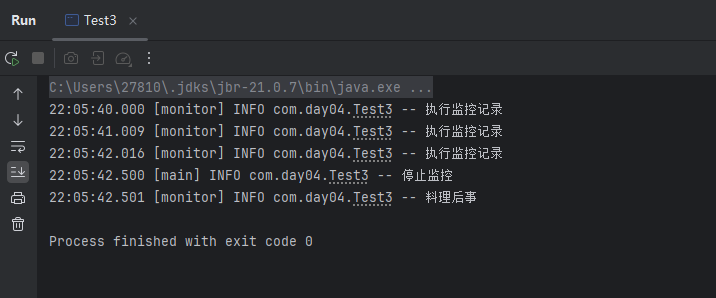 Run Test3
C:\Users\27810\.jdks\jbr-21.0.7\bin\java.exe ...
22:05:40.000 [monitor] INFO com.day04.Test3 -- 执行监控记录
22:05:41.009 [monitor] INFO com.day04.Test3 -- 执行监控记录
22:05:42.016 [monitor] INFO com.day04.Test3 -- 执行监控记录
22:05:42.500 [main] INFO com.day04.Test3 -- 停止监控
22:05:42.501 [monitor] INFO com.day04.Test3 -- 料理后事
Process finished with exit code 0